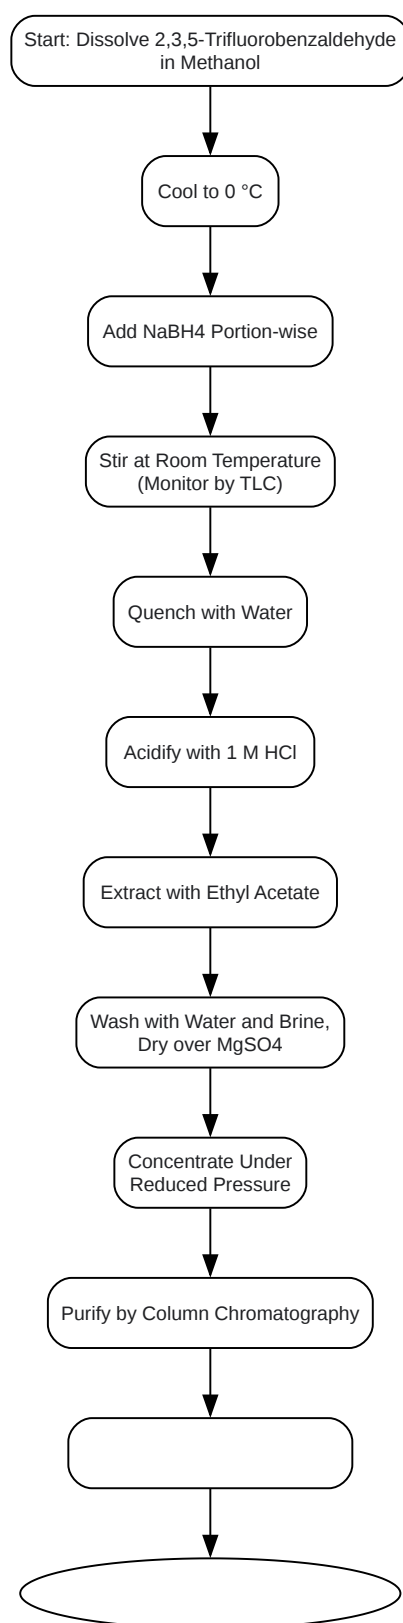 Start: Dissolve 2,3,5-Trifluorobenzaldehyde
in Methanol
Cool to 0 °C
Add NaBH4 Portion-wise
Stir at Room Temperature
(Monitor by TLC)
Quench with Water
Acidify with 1 M HCl
Extract with Ethyl Acetate
Wash with Water and Brine,
Dry over MgSO4
Concentrate Under
Reduced Pressure
Purify by Column Chromatography